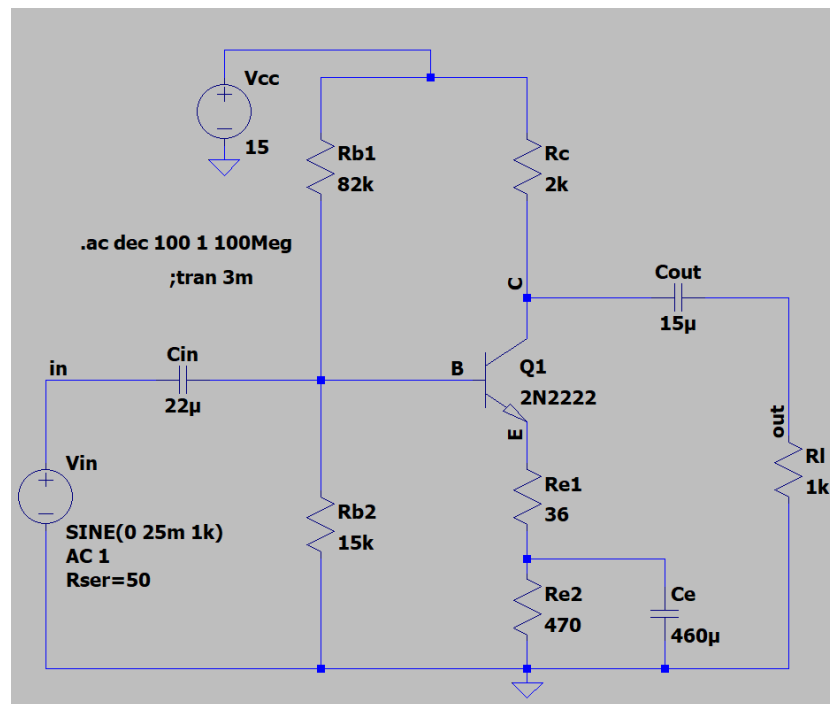 Vcc
15
Rb1
82k
Rc
2k
.ac dec 100 1 100Meg
;tran 3m
C
Cout
15µ
in
Cin
22µ
B
Q1
2N2222
E
out
Rl
1k
Vin
SINE(0 25m 1k)
AC 1
Rser=50
Rb2
15k
Re1
36
Re2
470
Ce
460µ